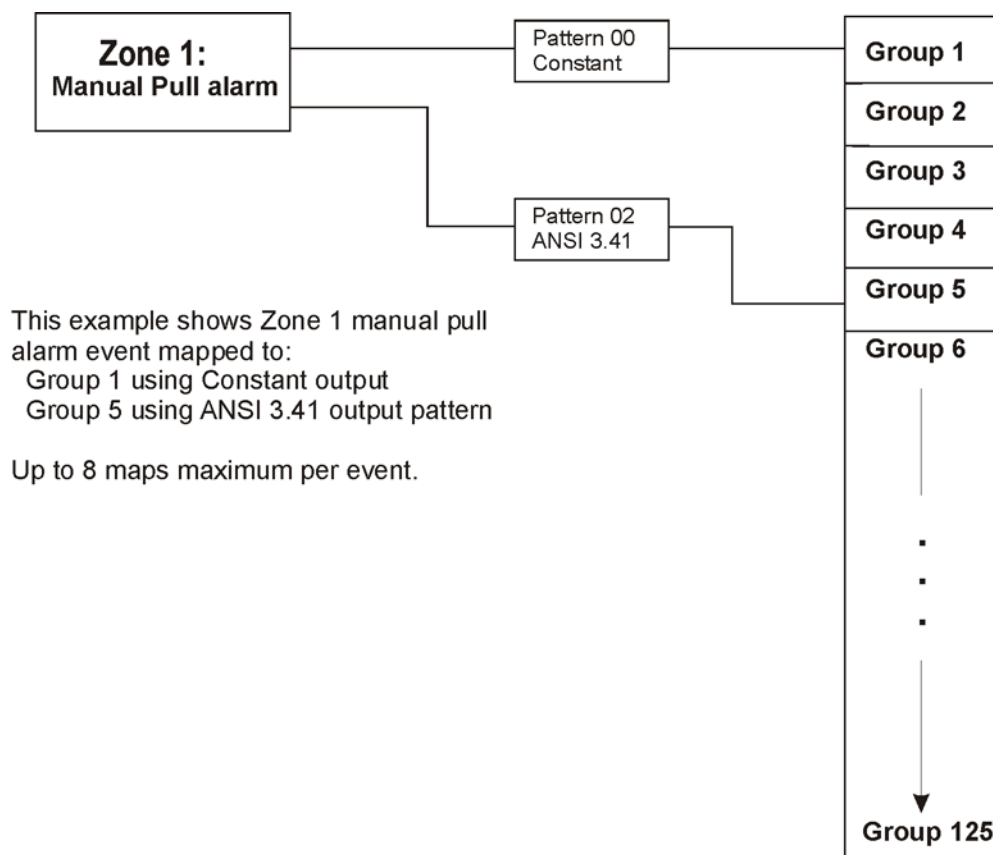 Zone 1:
Manual Pull alarm
Pattern 00
Constant
Pattern 02
ANSI 3.41
Group 1
Group 2
Group 3
Group 4
Group 5
Group 6
Group 125
This example shows Zone 1 manual pull
alarm event mapped to:
Group 1 using Constant output
Group 5 using ANSI 3.41 output pattern
Up to 8 maps maximum per event.